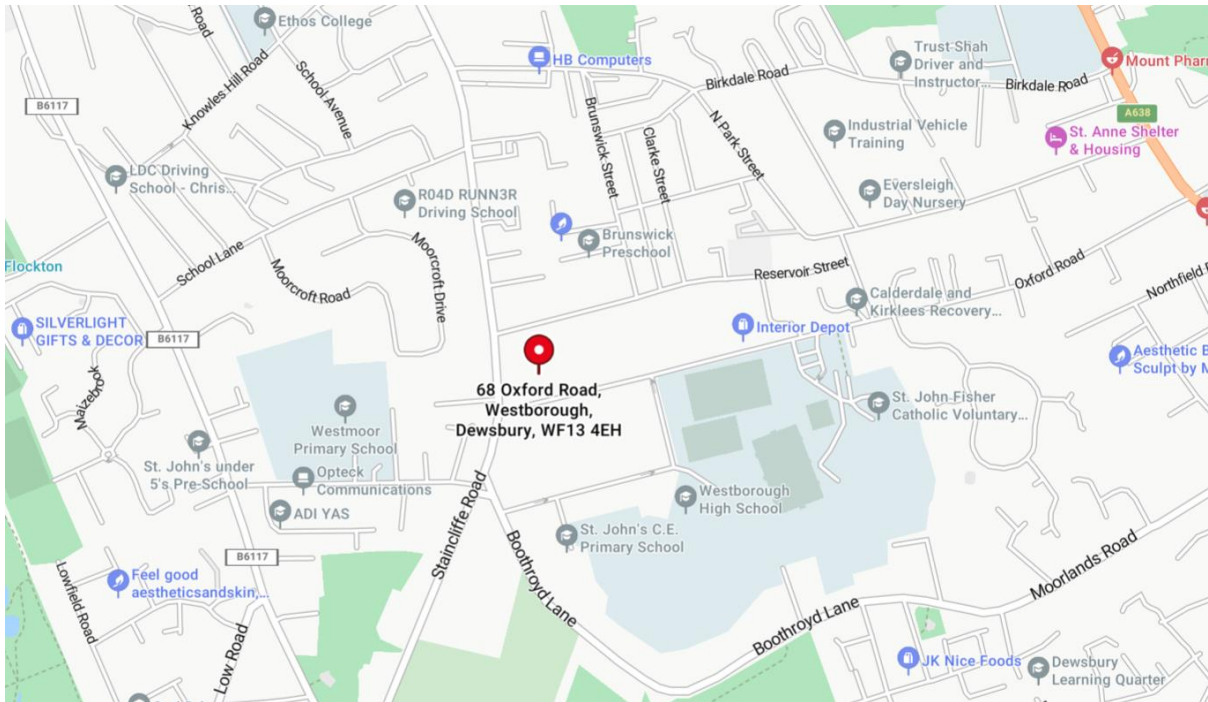 Ethos College
Road
HB Computers
Trust Shah
Driver and
Instructor...
Mount Pharr
Birkdale Road
Birkdale Road
B6117
Knowles Hill Road
School Avenue
Brunswick Street
Clarke Street
N Park Street
A638
Industrial Vehicle
Training
St. Anne Shelter
& Housing
LDC Driving
School - Chris...
R04D RUNN3R
Driving School
Eversleigh
Day Nursery
Brunswick
Preschool
School Lane
Moorcroft Road
Moorcroft Drive
Flockton
Reservoir Street
Oxford Road
Northfield
Calderdale and
Kirklees Recovery...
SILVERLIGHT
GIFTS & DECOR
B6117
Interior Depot
Aesthetic B
Sculpt by M
68 Oxford Road,
Westborough,
Dewsbury, WF13 4EH
Maizebrook
Westmoor
Primary School
St. John Fisher
Catholic Voluntary...
St. John's under
5's Pre-School
Opteck
Communications
ADI YAS
Staincliffe Road
Westborough
High School
St. John's C.E.
Primary School
B6117
Boothroyd Lane
Moorlands Road
Feel good
aestheticsandskin,...
Lowfield Road
Low Road
Boothroyd Lane
JK Nice Foods
Dewsbury
Learning Quarter